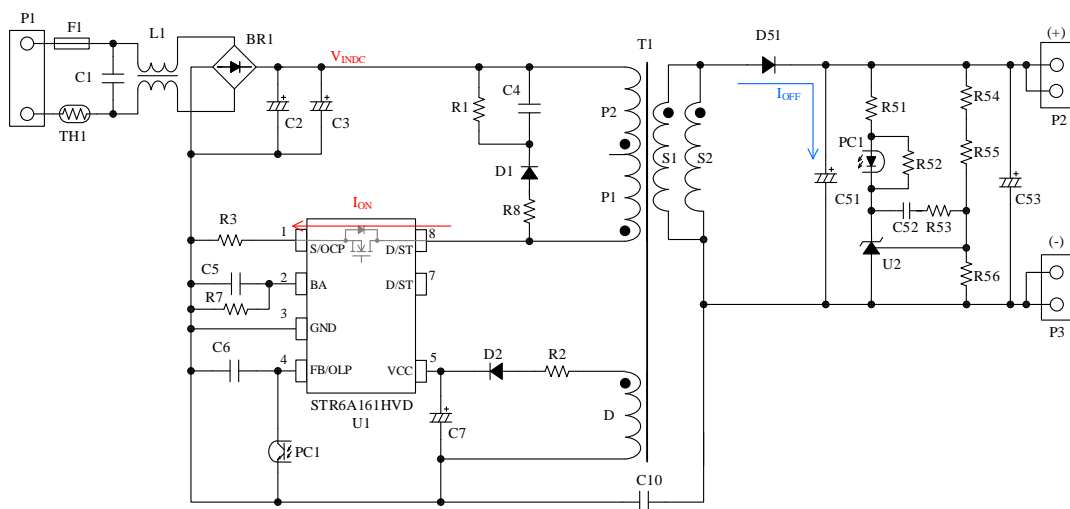 P1
F1
L1
BR1
C1
TH1
V_INDC
C2
C3
R1
C4
D1
R8
T1
P2
P1
S1
S2
D51
I_OFF
(+)
P2
R51
PC1
R52
R54
R55
C51
C52
R53
C53
U2
R56
(-)
P3
I_ON
R3
1
S/OCP
D/ST
8
C5
2
BA
D/ST
7
R7
3
GND
C6
4
FB/OLP
VCC
5
STR6A161HVD
U1
D2
R2
D
C7
PC1
C10